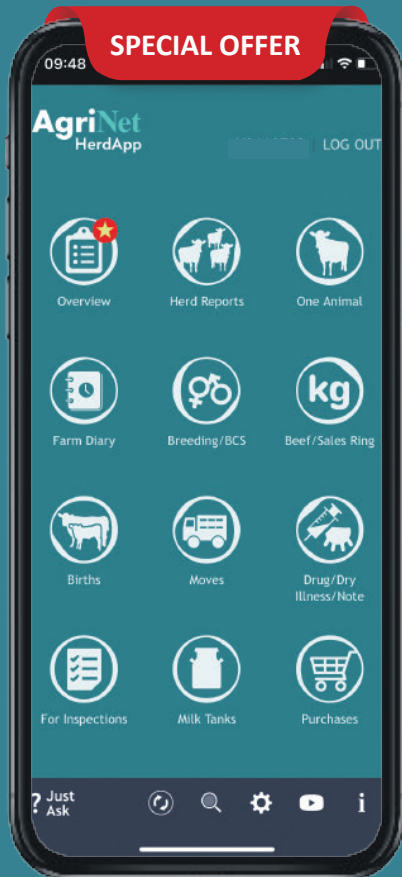 SPECIAL OFFER
09:48
AgriNet
HerdApp
LOG OUT
Overview
Herd Reports
One Animal
Farm Diary
Breeding/BCS
kg
Beef/Sales Ring
Births
Moves
Drug/Dry
Illness/Note
For Inspections
Milk Tanks
Purchases
? Just
Ask
i